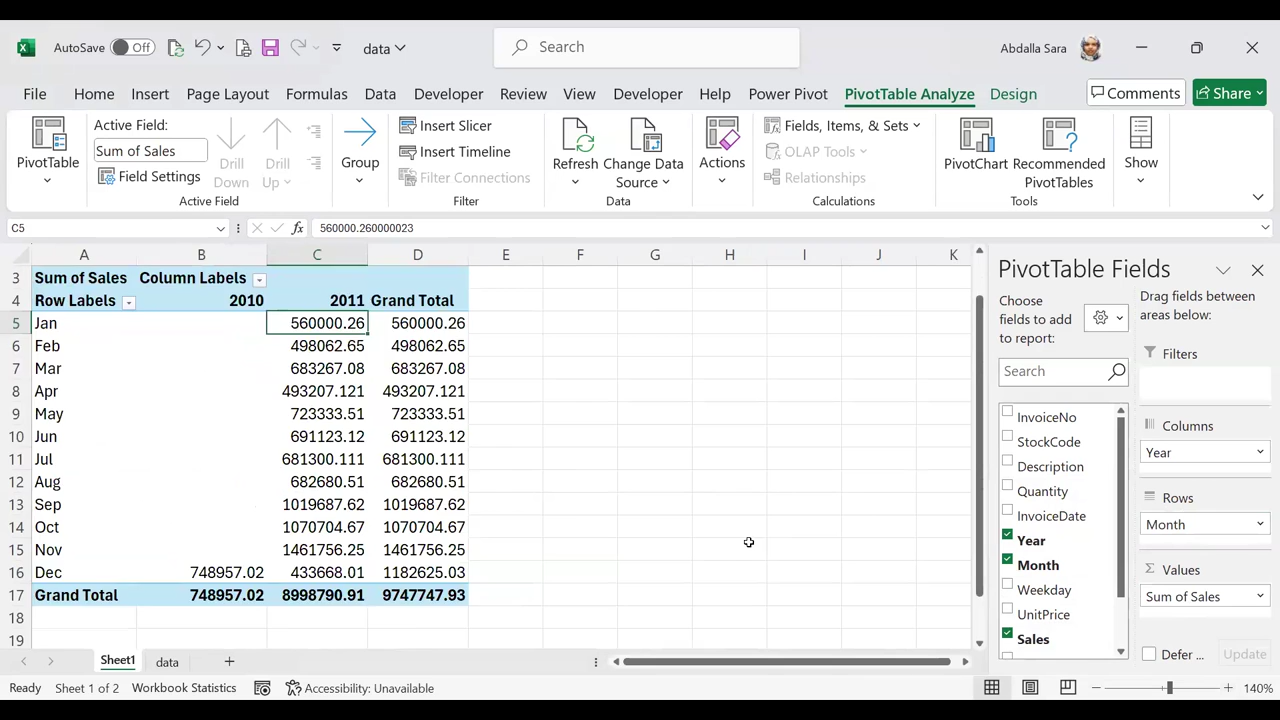 AutoSave Off data Search Abdalla Sara
File Home Insert Page Layout Formulas Data Developer Review View Developer Help Power Pivot PivotTable Analyze Design Comments Share
PivotTable
Active Field:
Sum of Sales
Field Settings
Drill Down
Drill Up
Active Field
Group
Insert Slicer
Insert Timeline
Filter Connections
Filter
Refresh
Change Data Source
Data
Actions
Fields, Items, & Sets
OLAP Tools
Relationships
Calculations
PivotChart
Recommended PivotTables
Tools
Show
C5 fx 560000.260000023
A B C D E F G H I J K
3 Sum of Sales Column Labels
4 Row Labels 2010 2011 Grand Total
5 Jan 560000.26 560000.26
6 Feb 498062.65 498062.65
7 Mar 683267.08 683267.08
8 Apr 493207.121 493207.121
9 May 723333.51 723333.51
10 Jun 691123.12 691123.12
11 Jul 681300.111 681300.111
12 Aug 682680.51 682680.51
13 Sep 1019687.62 1019687.62
14 Oct 1070704.67 1070704.67
15 Nov 1461756.25 1461756.25
16 Dec 748957.02 433668.01 1182625.03
17 Grand Total 748957.02 8998790.91 9747747.93
18
19
PivotTable Fields
Choose fields to add to report:
Search
InvoiceNo
StockCode
Description
Quantity
InvoiceDate
Year
Month
Weekday
UnitPrice
Sales
Drag fields between areas below:
Filters
Columns
Year
Rows
Month
Values
Sum of Sales
Defer ... Update
Sheet1 data
Ready Sheet 1 of 2 Workbook Statistics Accessibility: Unavailable 140%